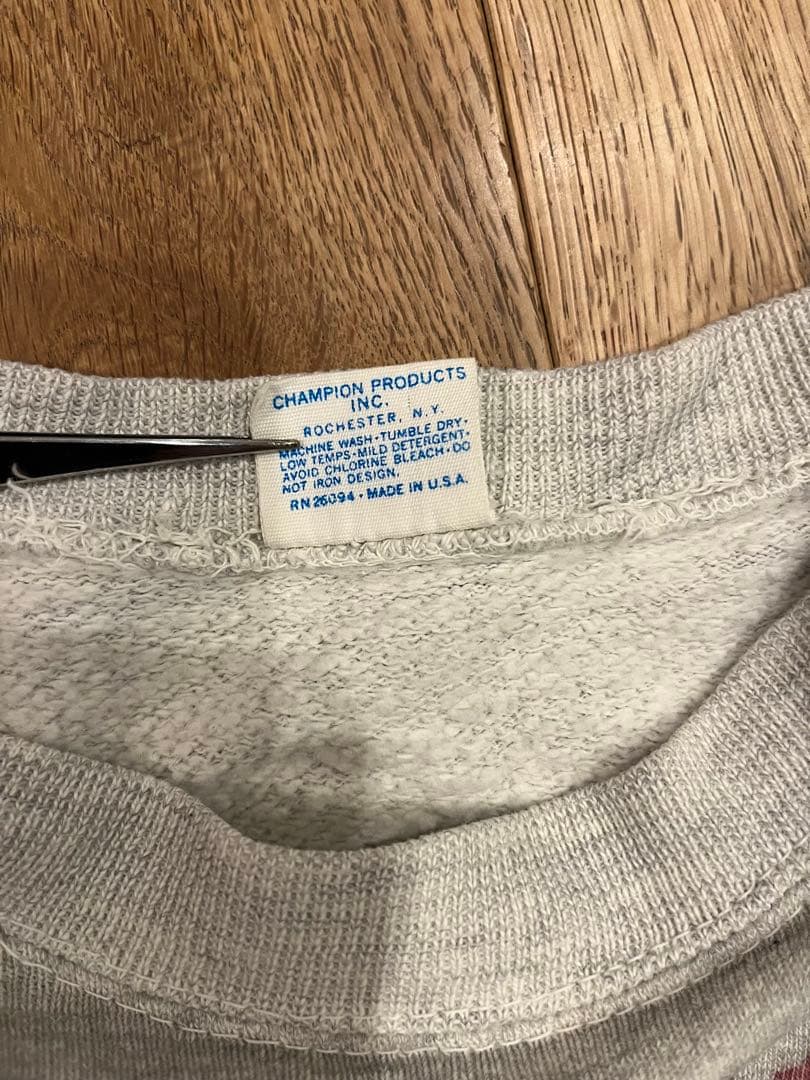 CHAMPION PRODUCTS
INC.
ROCHESTER, N.Y.
MACHINE WASH·TUMBLE DRY·
LOW TEMPS·MILD DETERGENT·
AVOID CHLORINE BLEACH·DO
NOT IRON DESIGN.
RN 26094 · MADE IN U.S.A.